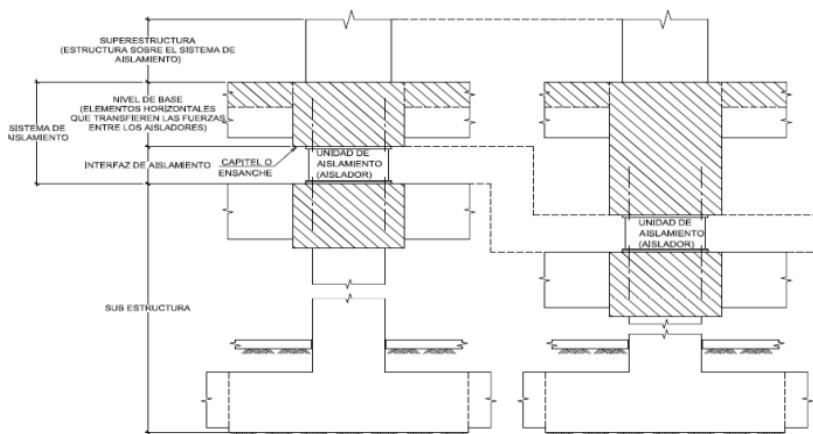 SUPERESTRUCTURA
(ESTRUCTURA SOBRE EL SISTEMA DE
AISLAMIENTO)
NIVEL DE BASE
(ELEMENTOS HORIZONTALES
QUE TRANSFIEREN LAS FUERZAS
ENTRE LOS AISLADORES)
SISTEMA DE
AISLAMIENTO
INTERFAZ DE AISLAMIENTO
CAPITEL O
ENSANCHE
UNIDAD DE
AISLAMIENTO
(AISLADOR)
UNIDAD DE
AISLAMIENTO
(AISLADOR)
SUB ESTRUCTURA